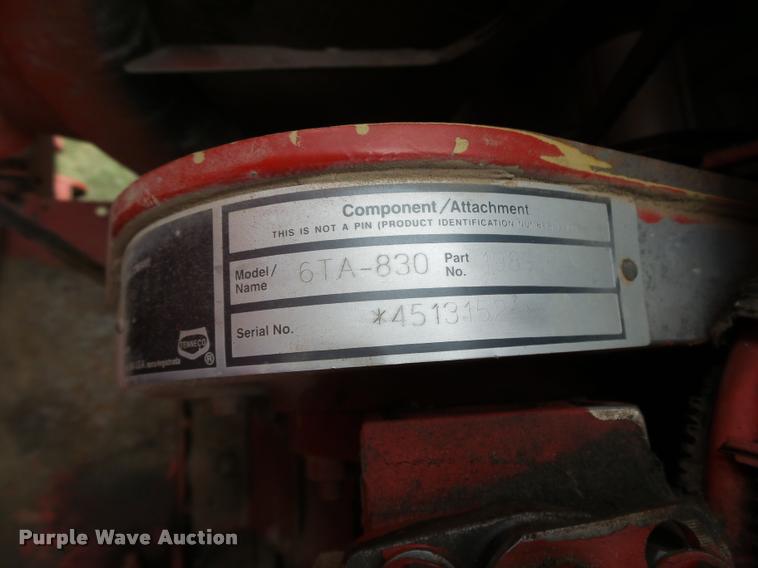 Component/Attachment
THIS IS NOT A PIN (PRODUCT IDENTIFICATION
Model/ Name 6TA-830 Part No.
Serial No. *451315
TENNECO
®
Purple Wave Auction